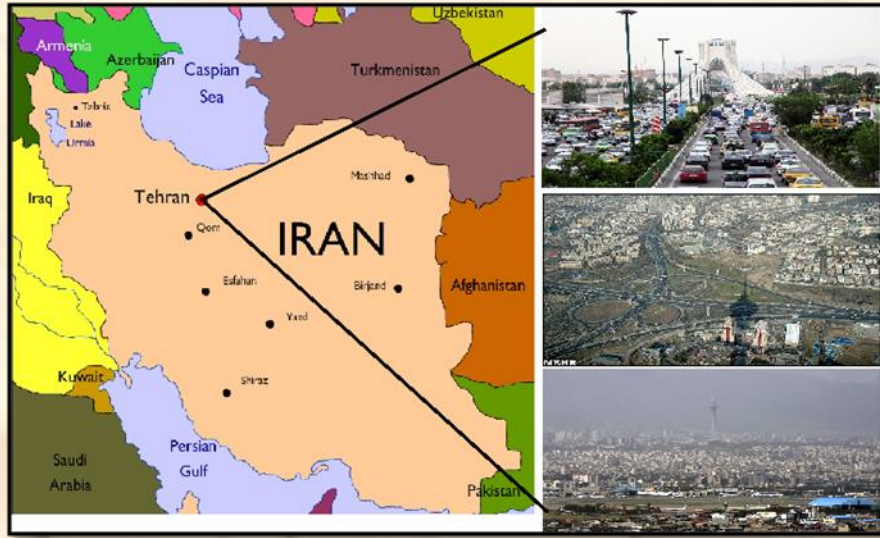 Uzbekistan
Armenia
Azerbaijan
Caspian
Sea
Turkmenistan
Tabriz
Lake
Urmia
Mashhad
Tehran
Iraq
Qom
IRAN
Esfahan
Birjand
Afghanistan
Yazd
Kuwait
Shiraz
Persian
Gulf
Saudi
Arabia
Pakistan
MEHR